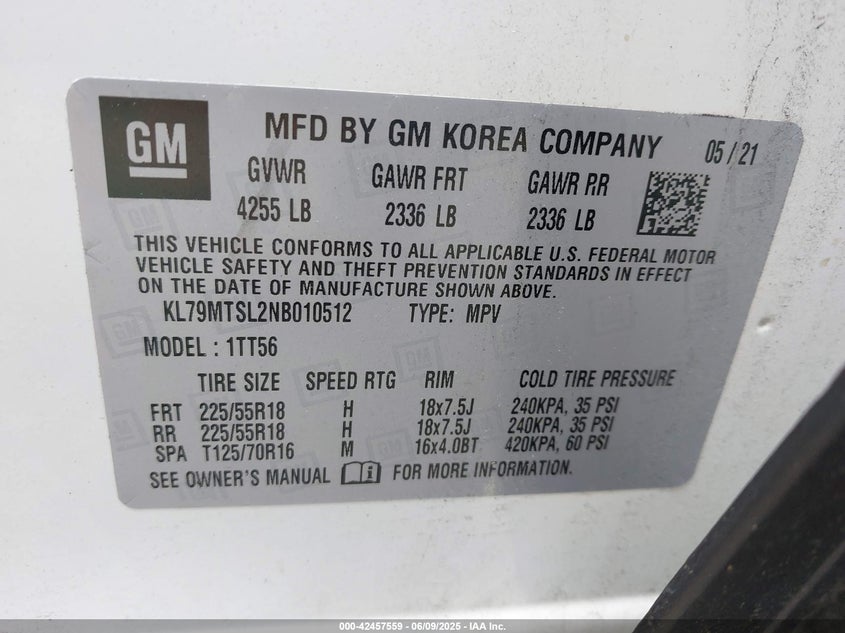 GM
MFD BY GM KOREA COMPANY 05/21
GVWR GAWR FRT GAWR RR
4255 LB 2336 LB 2336 LB
THIS VEHICLE CONFORMS TO ALL APPLICABLE U.S. FEDERAL MOTOR
VEHICLE SAFETY AND THEFT PREVENTION STANDARDS IN EFFECT
ON THE DATE OF MANUFACTURE SHOWN ABOVE.
KL79MTSL2NB010512 TYPE: MPV
MODEL : 1TT56
TIRE SIZE SPEED RTG RIM COLD TIRE PRESSURE
FRT 225/55R18 H 18x7.5J 240KPA, 35 PSI
RR 225/55R18 H 18x7.5J 240KPA, 35 PSI
SPA T125/70R16 M 16x4.0BT 420KPA, 60 PSI
SEE OWNER'S MANUAL FOR MORE INFORMATION.
000-42457559 - 06/09/2025 - IAA Inc.